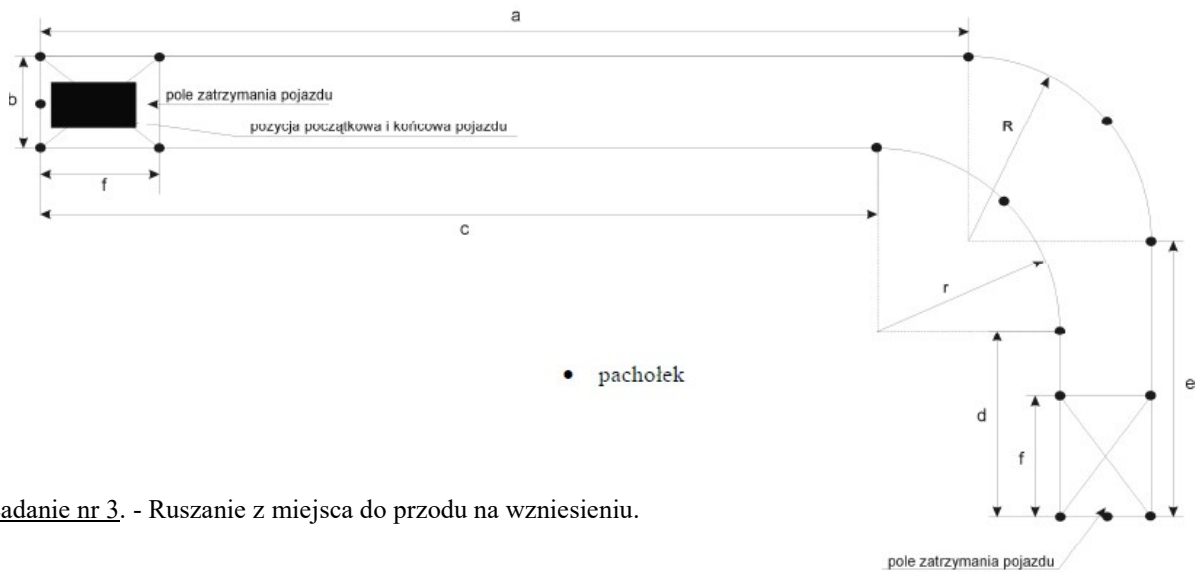 a
b
pole zatrzymania pojazdu
pozycja początkowa i końcowa pojazdu
R
f
c
r
• pachołek
d
e
f
adanie nr 3. - Ruszanie z miejsca do przodu na wzniesieniu.
pole zatrzymania pojazdu